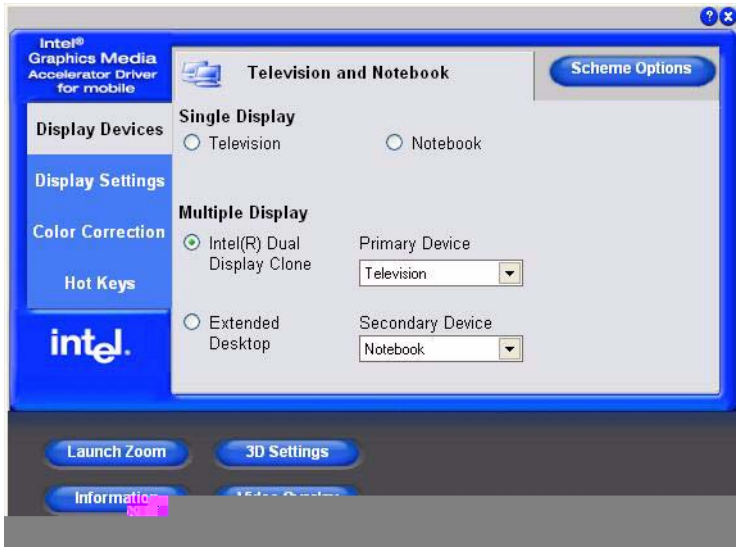 Intel®
Graphics Media
Accelerator Driver
for mobile
Television and Notebook
Scheme Options
Display Devices
Display Settings
Color Correction
Hot Keys
intel.
Single Display
Television
Notebook
Multiple Display
Intel(R) Dual
Display Clone
Primary Device
Television
Extended
Desktop
Secondary Device
Notebook
Launch Zoom
3D Settings
Information